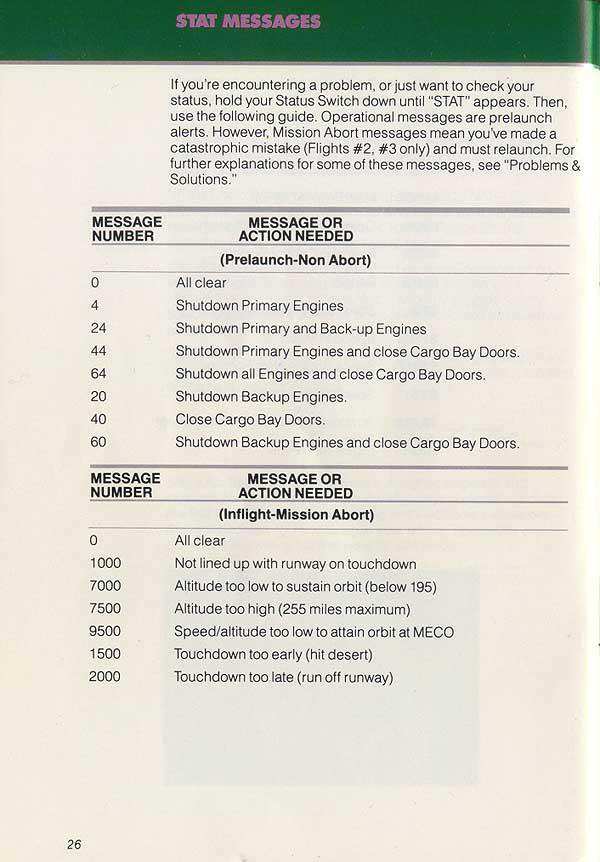 STAT MESSAGES
If you're encountering a problem, or just want to check your
status, hold your Status Switch down until "STAT" appears. Then,
use the following guide. Operational messages are prelaunch
alerts. However, Mission Abort messages mean you've made a
catastrophic mistake (Flights #2, #3 only) and must relaunch. For
further explanations for some of these messages, see "Problems &
Solutions."
MESSAGE NUMBER MESSAGE OR ACTION NEEDED
(Prelaunch-Non Abort)
0 All clear
4 Shutdown Primary Engines
24 Shutdown Primary and Back-up Engines
44 Shutdown Primary Engines and close Cargo Bay Doors.
64 Shutdown all Engines and close Cargo Bay Doors.
20 Shutdown Backup Engines.
40 Close Cargo Bay Doors.
60 Shutdown Backup Engines and close Cargo Bay Doors.
MESSAGE NUMBER MESSAGE OR ACTION NEEDED
(Inflight-Mission Abort)
0 All clear
1000 Not lined up with runway on touchdown
7000 Altitude too low to sustain orbit (below 195)
7500 Altitude too high (255 miles maximum)
9500 Speed/altitude too low to attain orbit at MECO
1500 Touchdown too early (hit desert)
2000 Touchdown too late (run off runway)
26